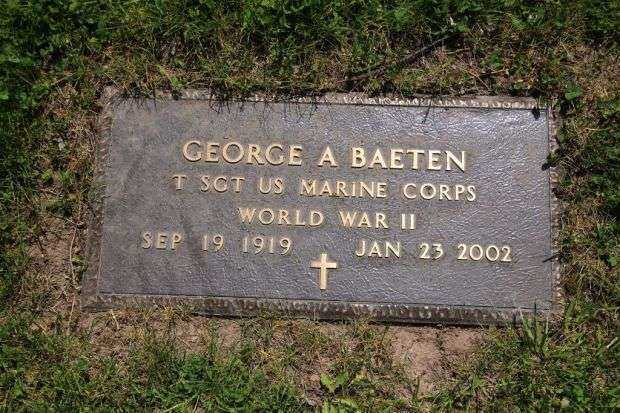 GEORGE A BAETEN
T SGT US MARINE CORPS
WORLD WAR II
SEP 19 1919 JAN 23 2002